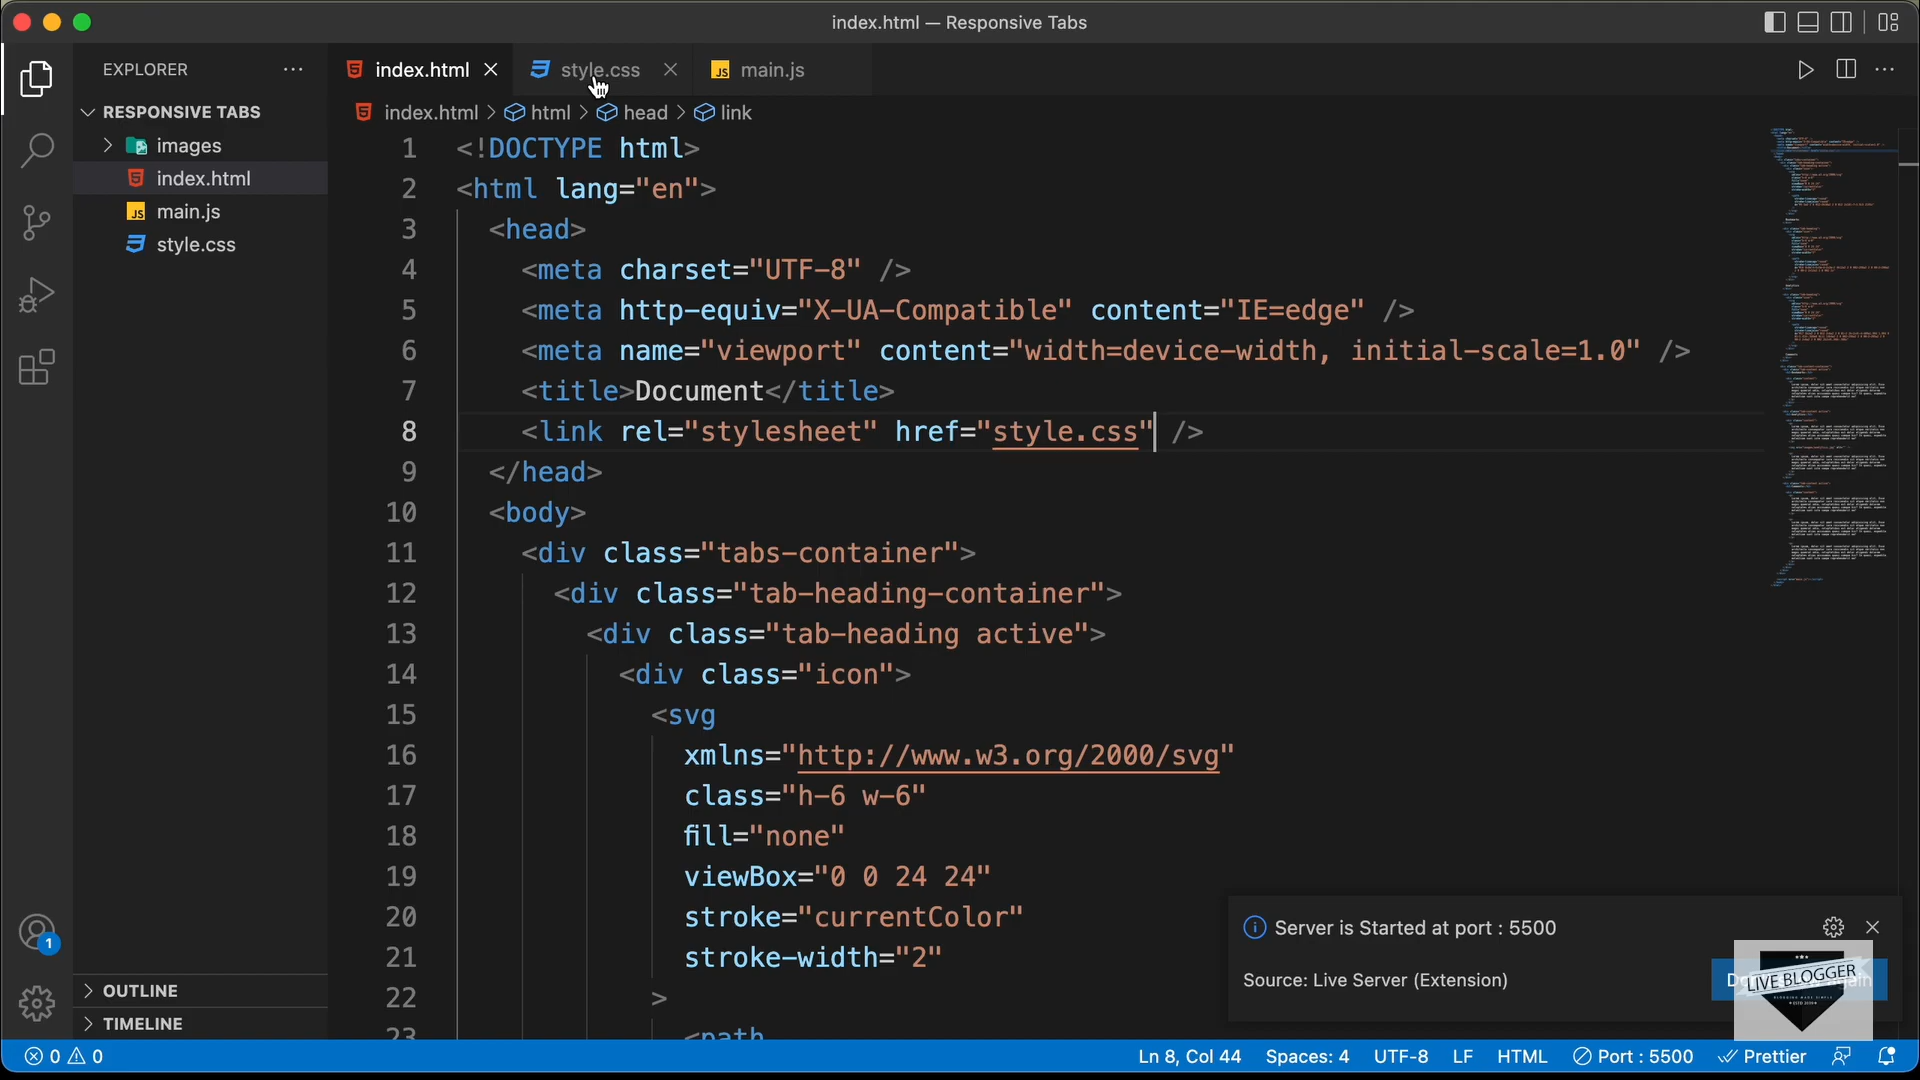 index.html — Responsive Tabs
EXPLORER
index.html
style.css
main.js
RESPONSIVE TABS
images
index.html
main.js
style.css
index.html > html > head > link
1 <!DOCTYPE html>
2 <html lang="en">
3 <head>
4 <meta charset="UTF-8" />
5 <meta http-equiv="X-UA-Compatible" content="IE=edge" />
6 <meta name="viewport" content="width=device-width, initial-scale=1.0" />
7 <title>Document</title>
8 <link rel="stylesheet" href="style.css" />
9 </head>
10 <body>
11 <div class="tabs-container">
12 <div class="tab-heading-container">
13 <div class="tab-heading active">
14 <div class="icon">
15 <svg
16 xmlns="http://www.w3.org/2000/svg"
17 class="h-6 w-6"
18 fill="none"
19 viewBox="0 0 24 24"
20 stroke="currentColor"
21 stroke-width="2"
22 >
23 <path
OUTLINE
TIMELINE
1
Server is Started at port : 5500
Source: Live Server (Extension)
LIVE BLOGGER
0 0
Ln 8, Col 44 Spaces: 4 UTF-8 LF HTML Port : 5500 Prettier